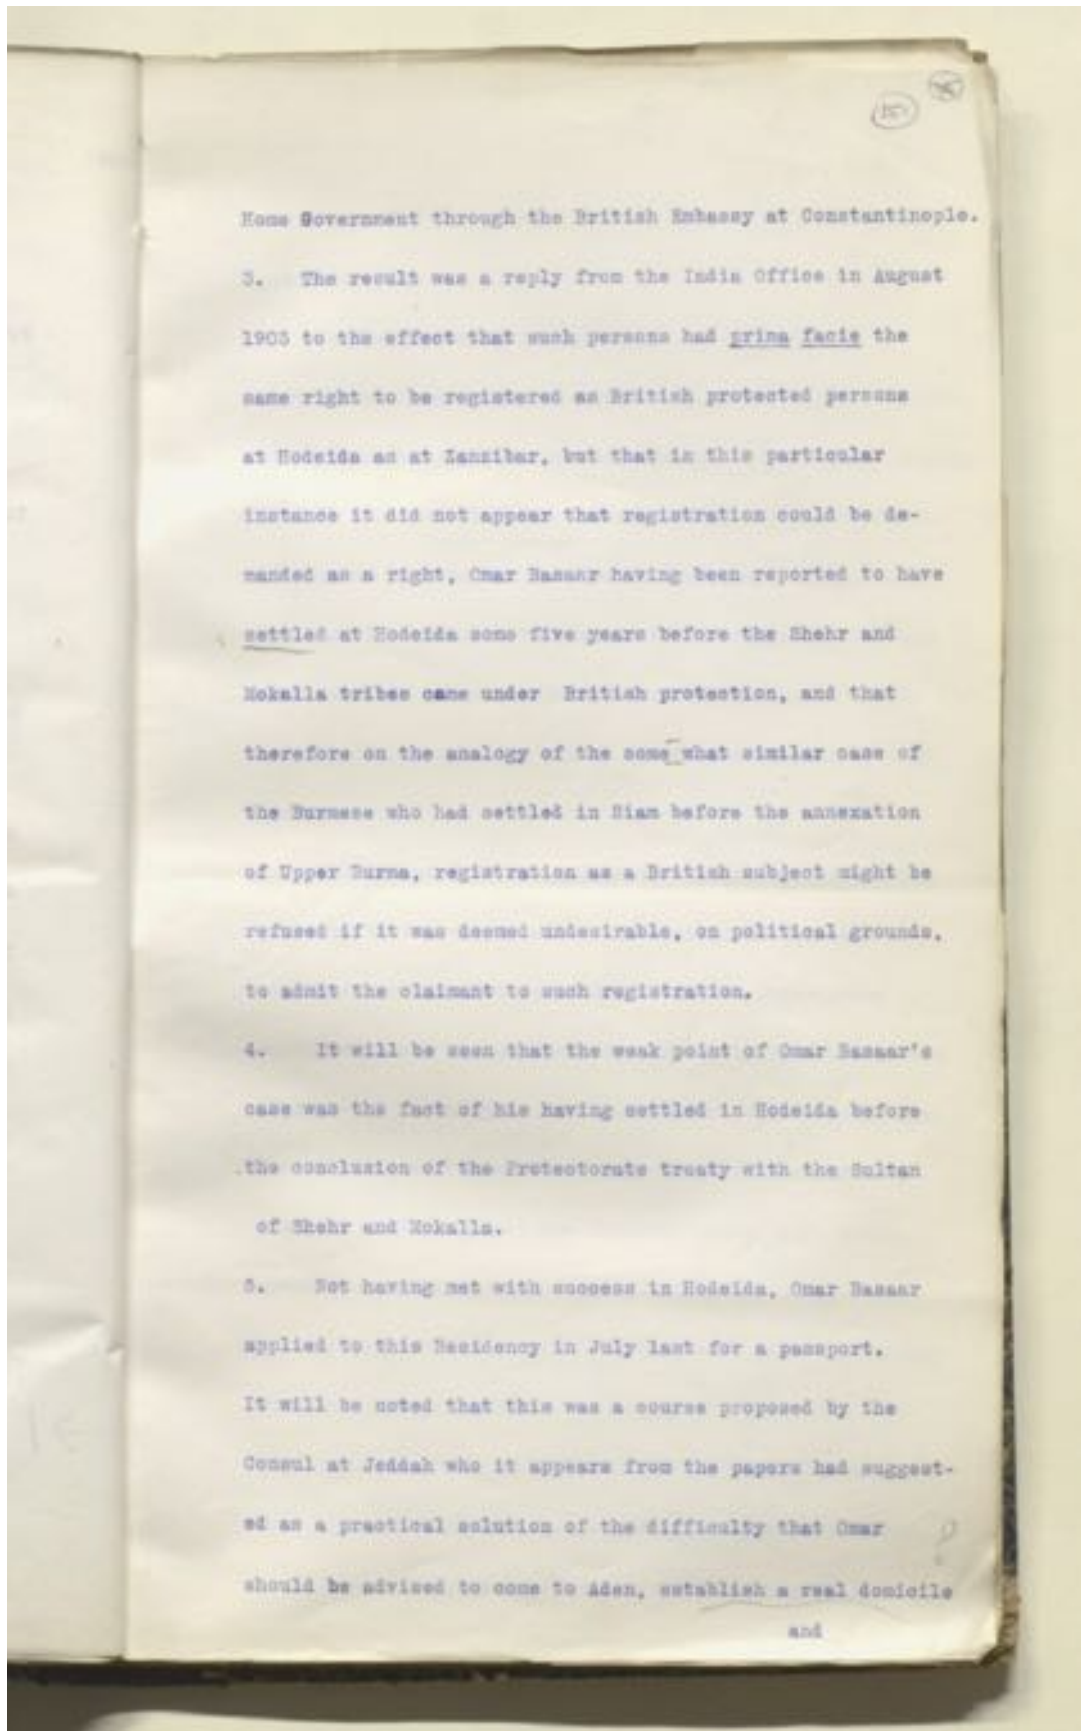 Home Government through the British Embassy at Constantinople.
3. The result was a reply from the India Office in August
1903 to the effect that such persons had prima facie the
same right to be registered as British protected persons
at Hodeida as at Zanzibar, but that in this particular
instance it did not appear that registration could be de-
manded as a right, Omar Bazaar having been reported to have
settled at Hodeida some five years before the Shehr and
Mokalla tribes came under British protection, and that
therefore on the analogy of the some what similar case of
the Burmese who had settled in Siam before the annexation
of Upper Burma, registration as a British subject might be
refused if it was deemed undesirable, on political grounds,
to admit the claimant to such registration.
4. It will be seen that the weak point of Omar Bazaar's
case was the fact of his having settled in Hodeida before
the conclusion of the Protectorate treaty with the Sultan
of Shehr and Mokalla.
5. Not having met with success in Hodeida, Omar Bazaar
applied to this Residency in July last for a passport.
It will be noted that this was a course proposed by the
Consul at Jeddah who it appears from the papers had suggest-
ed as a practical solution of the difficulty that Omar
?
should be advised to come to Aden, establish a real domicile
and